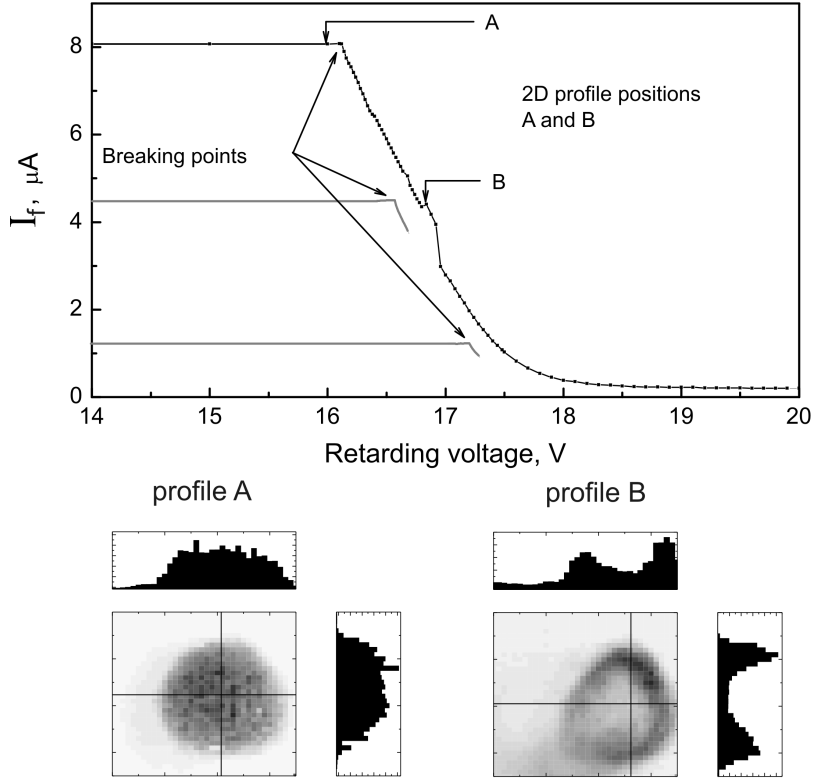 A
2D profile positions
A and B
Breaking points
B
I_f, μA
8
6
4
2
0
14 15 16 17 18 19 20
Retarding voltage, V
profile A profile B